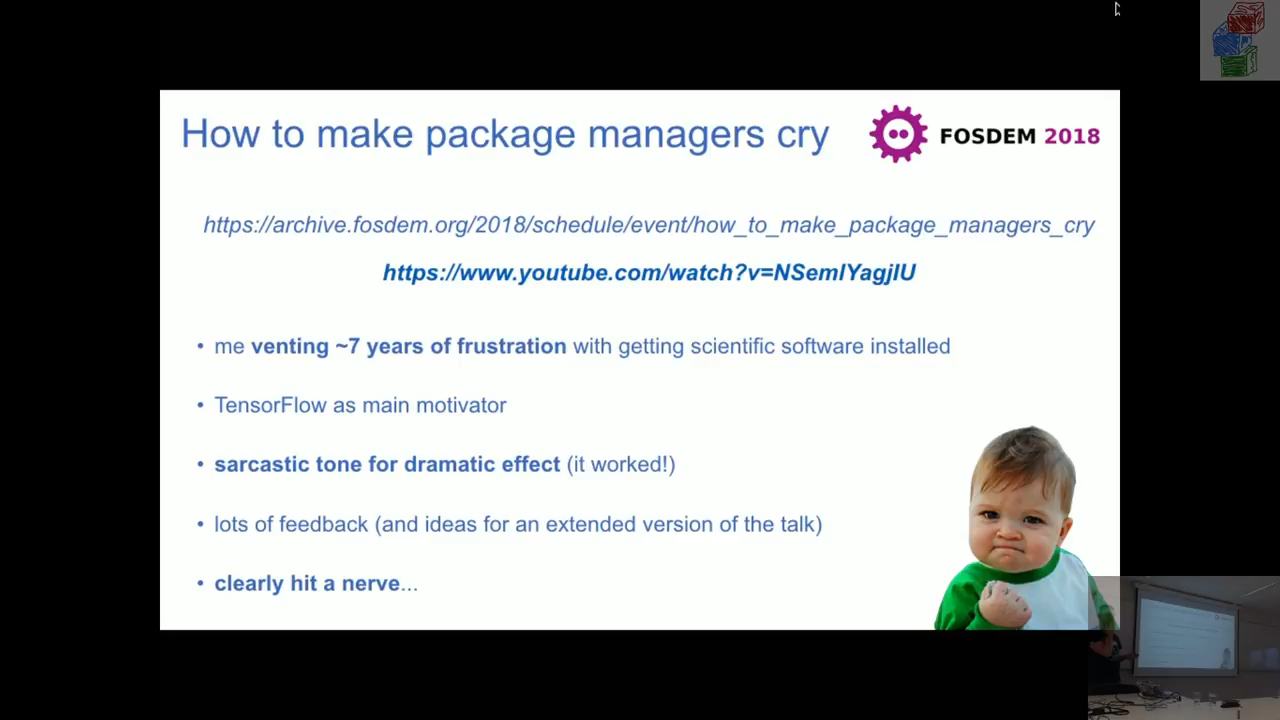 How to make package managers cry
FOSDEM 2018
https://archive.fosdem.org/2018/schedule/event/how_to_make_package_managers_cry
https://www.youtube.com/watch?v=NSemlYagjIU
• me venting ~7 years of frustration with getting scientific software installed
• TensorFlow as main motivator
• sarcastic tone for dramatic effect (it worked!)
• lots of feedback (and ideas for an extended version of the talk)
• clearly hit a nerve...